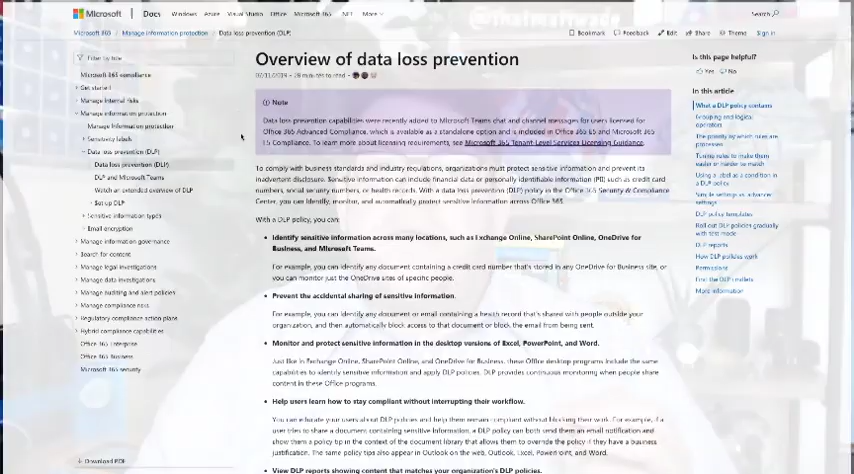 Microsoft | Docs Windows Azure Visual Studio Office Microsoft 365 .NET More Search
Microsoft 365 / Manage information protection / Data loss prevention (DLP)
Bookmark Feedback Edit Share Theme Sign in
Filter by title
Microsoft 365 compliance
Get started
Manage internal risks
Manage information protection
Manage Information protection
Sensitivity labels
Data loss prevention (DLP)
Data loss prevention (DLP)
DLP and Microsoft Teams
Watch an extended overview of DLP
Set up DLP
Sensitive information types
Email encryption
Manage information governance
Search for content
Manage legal investigations
Manage data investigations
Manage auditing and alert policies
Manage compliance risks
Regulatory compliance action plans
Hybrid compliance capabilities
Office 365 Enterprise
Office 365 Business
Microsoft 365 security
Download PDF
Overview of data loss prevention
• 28 minutes to read •
Note
Data loss prevention capabilities were recently added to Microsoft Teams chat and channel messages for users licensed for
Office 365 Advanced Compliance, which is available as a standalone option and is included in Office 365 E5 and Microsoft 365
E5 Compliance. To learn more about licensing requirements, see Microsoft 365 Tenant-Level Services Licensing Guidance.
To comply with business standards and industry regulations, organizations must protect sensitive information and prevent its
inadvertent disclosure. Sensitive information can include financial data or personally identifiable information (PII) such as credit card
numbers, social security numbers, or health records. With a data loss prevention (DLP) policy in the Office 365 Security & Compliance
Center, you can identify, monitor, and automatically protect sensitive information across Office 365.
With a DLP policy, you can:
• Identify sensitive information across many locations, such as Exchange Online, SharePoint Online, OneDrive for
Business, and Microsoft Teams.
For example, you can identify any document containing a credit card number that's stored in any OneDrive for Business site, or
you can monitor just the OneDrive sites of specific people.
• Prevent the accidental sharing of sensitive information.
For example, you can identify any document or email containing a health record that's shared with people outside your
organization, and then automatically block access to that document or block the email from being sent.
• Monitor and protect sensitive information in the desktop versions of Excel, PowerPoint, and Word.
Just like in Exchange Online, SharePoint Online, and OneDrive for Business, these Office desktop programs include the same
capabilities to identify sensitive information and apply DLP policies. DLP provides continuous monitoring when people share
content in these Office programs.
• Help users learn how to stay compliant without interrupting their workflow.
You can educate your users about DLP policies and help them remain compliant without blocking their work. For example, if a
user tries to share a document containing sensitive information, a DLP policy can both send them an email notification and
show them a policy tip in the context of the document library that allows them to override the policy if they have a business
justification. The same policy tips also appear in Outlook on the web, Outlook, Excel, PowerPoint, and Word.
• View DLP reports showing content that matches your organization's DLP policies.
Is this page helpful?
Yes No
In this article
What a DLP policy contains
Grouping and logical
operators
The priority by which rules are
processed
Tuning rules to make them
easier or harder to match
Using a label as a condition in
a DLP policy
Simple settings vs. advanced
settings
DLP policy templates
Roll out DLP policies gradually
with test mode
DLP reports
How DLP policies work
Permissions
Find the DLP cmdlets
More information